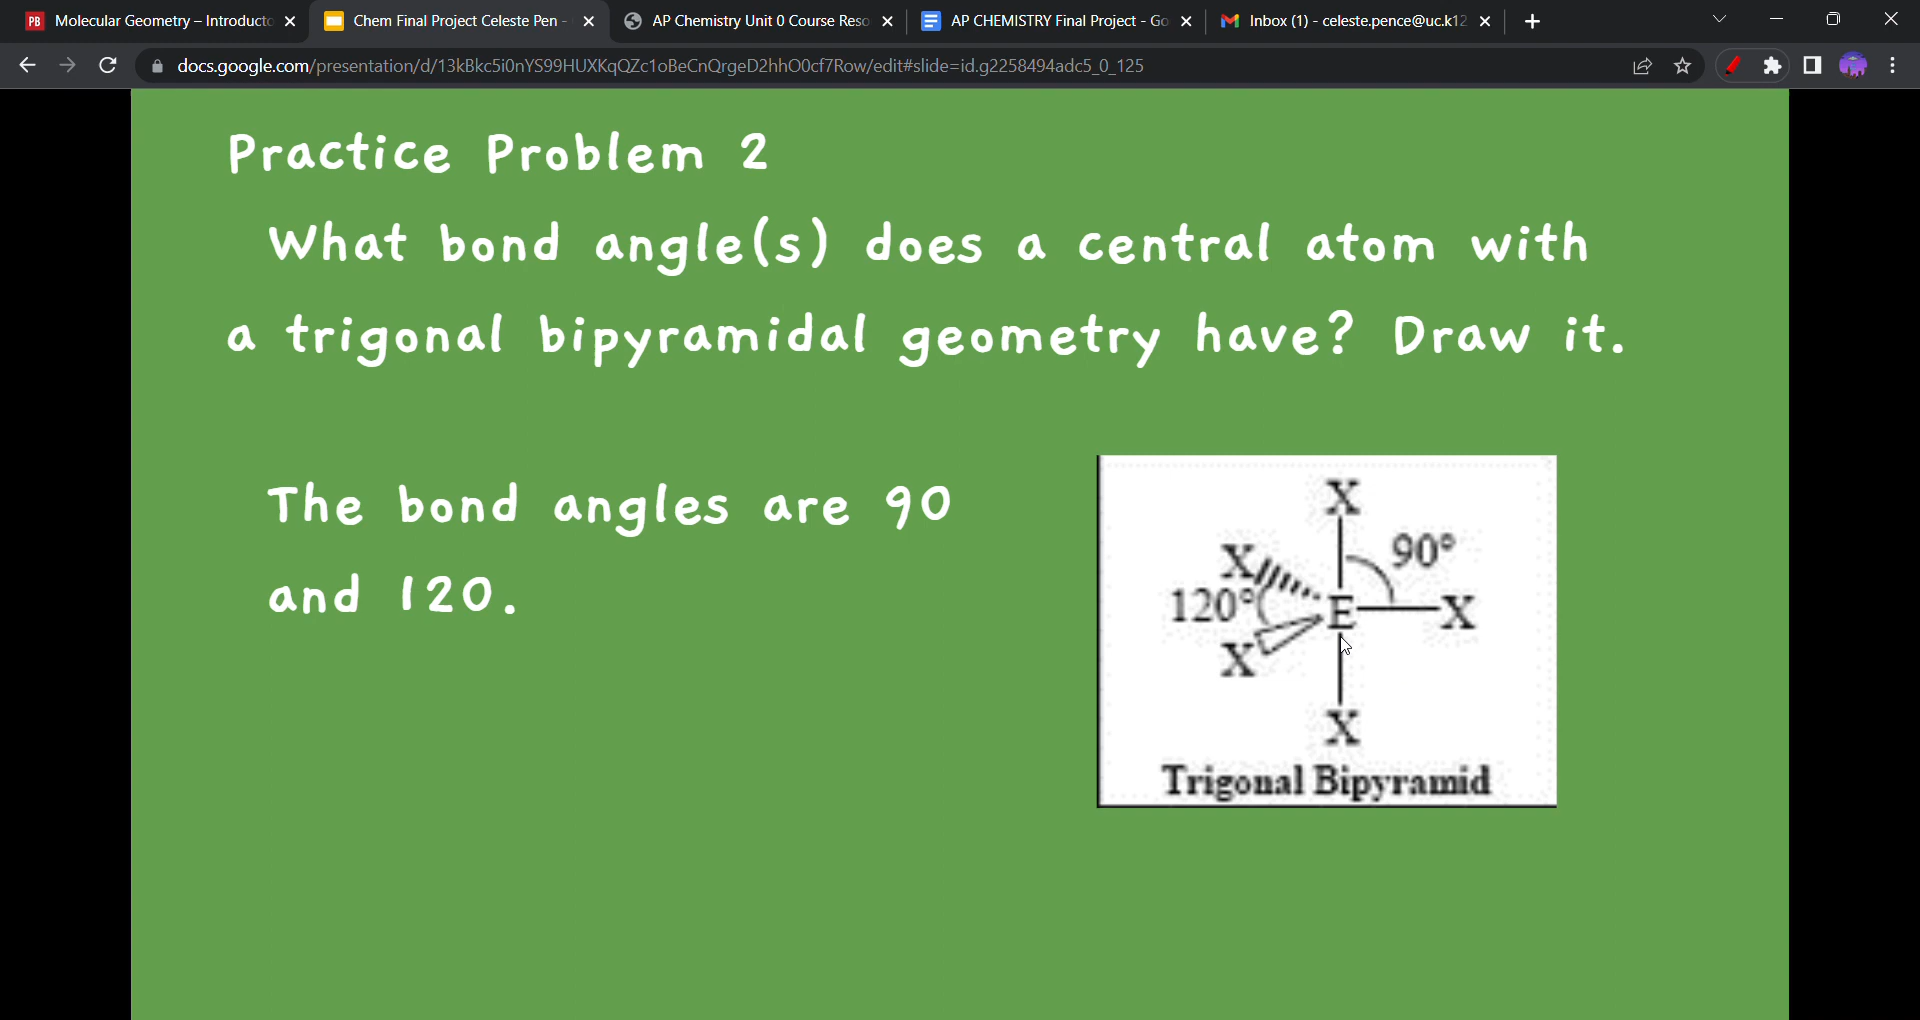 Molecular Geometry – Introducto
Chem Final Project Celeste Pen -
AP Chemistry Unit 0 Course Reso
AP CHEMISTRY Final Project - Go
Inbox (1) - celeste.pence@uc.k12
docs.google.com/presentation/d/13kBkc5i0nYS99HUXKqQZc1oBeCnQrgeD2hhO0cf7Row/edit#slide=id.g2258494adc5_0_125
Practice Problem 2
What bond angle(s) does a central atom with
a trigonal bipyramidal geometry have? Draw it.
The bond angles are 90
and 120.
X
X 90°
120° E X
X
X
Trigonal Bipyramid